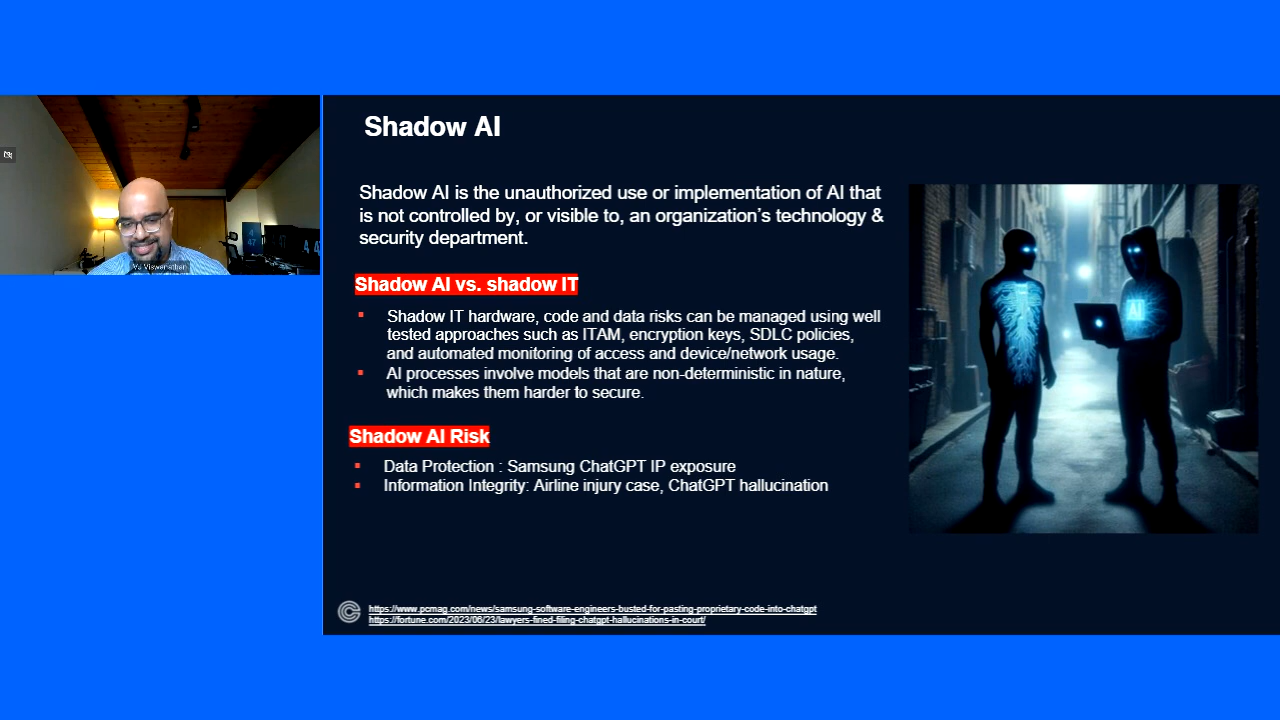 Shadow AI
Shadow AI is the unauthorized use or implementation of AI that
is not controlled by, or visible to, an organization's technology &
security department.
Shadow AI vs. shadow IT
Shadow IT hardware, code and data risks can be managed using well
tested approaches such as ITAM, encryption keys, SDLC policies,
and automated monitoring of access and device/network usage.
AI processes involve models that are non-deterministic in nature,
which makes them harder to secure.
Shadow AI Risk
Data Protection : Samsung ChatGPT IP exposure
Information Integrity: Airline injury case, ChatGPT hallucination
https://www.pcmag.com/news/samsung-software-engineers-busted-for-pasting-proprietary-code-into-chatgpt
https://fortune.com/2023/06/23/lawyers-fined-filing-chatgpt-hallucinations-in-court/
AI
VJ Viswanathan
47
47